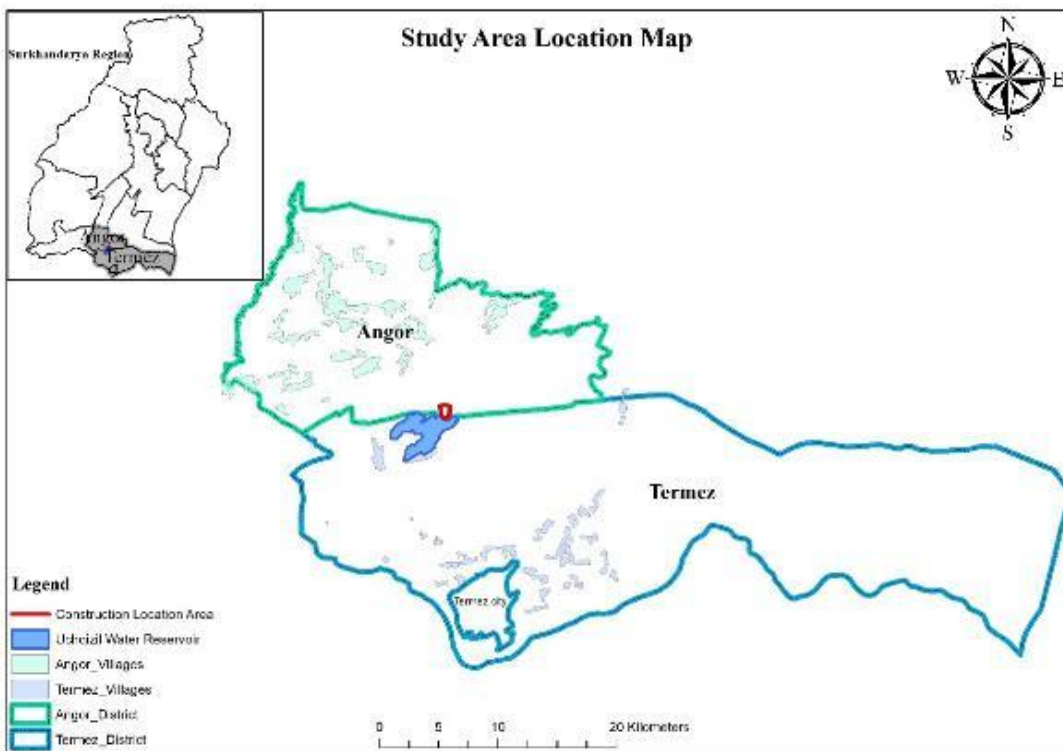 Study Area Location Map
Surkhandaryo Region
N
W E
S
Angor
Termez
Angor
Termez
Termez city
Legend
Construction Location Area
Uchqizil Water Reservoir
Angor_Villages
Termez_Villages
Angor_District
Termez_District
0 5 10 20 Kilometers